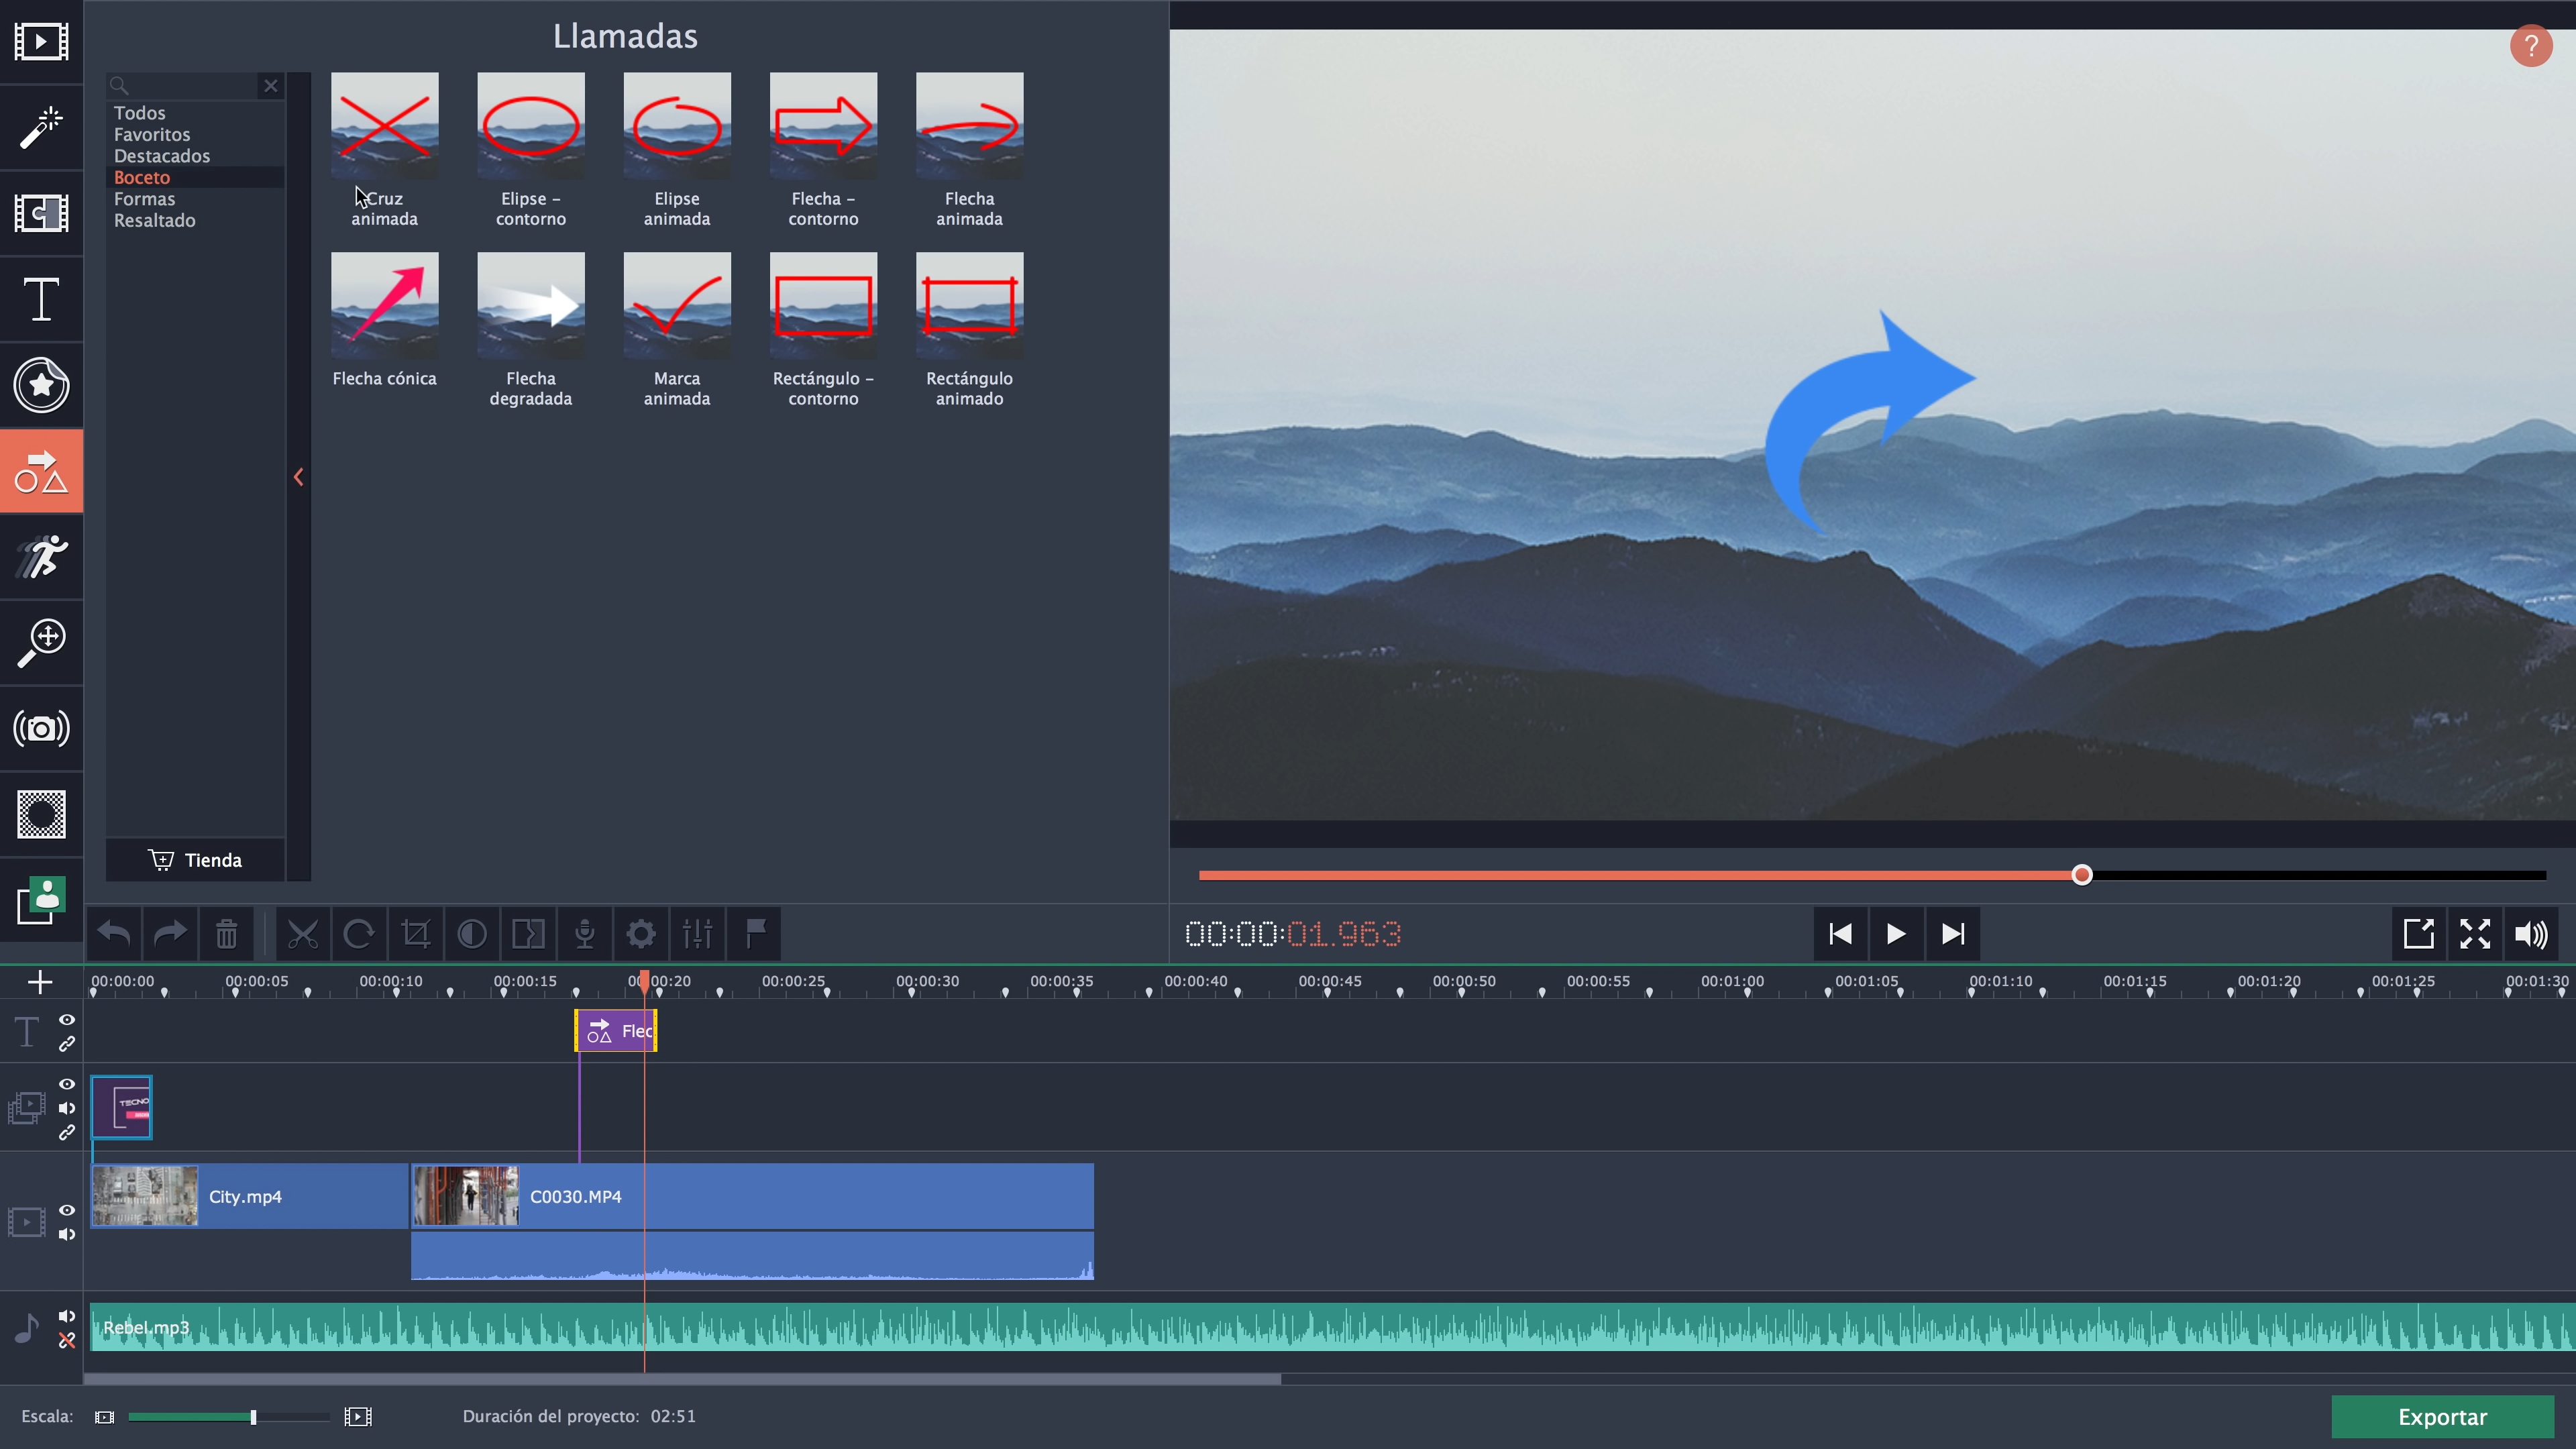 Llamadas
?
Todos
Favoritos
Destacados
Boceto
Formas
Resaltado
Cruz
animada
Elipse –
contorno
Elipse
animada
Flecha –
contorno
Flecha
animada
Flecha cónica
Flecha
degradada
Marca
animada
Rectángulo –
contorno
Rectángulo
animado
Tienda
00:00:01.963
00:00:00 00:00:05 00:00:10 00:00:15 00:00:20 00:00:25 00:00:30 00:00:35 00:00:40 00:00:45 00:00:50 00:00:55 00:01:00 00:01:05 00:01:10 00:01:15 00:01:20 00:01:25 00:01:30
T
Flec
TECNO
City.mp4
C0030.MP4
Rebel.mp3
Escala:
Duración del proyecto: 02:51
Exportar